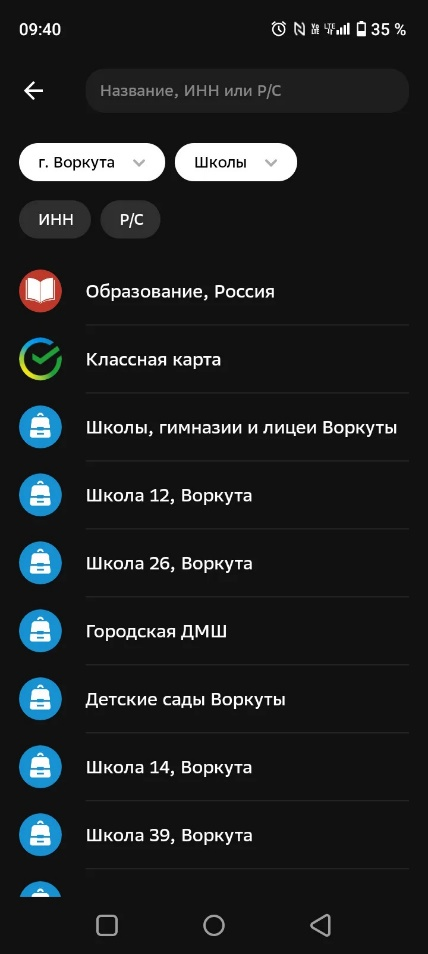 09:40
35 %
Название, ИНН или Р/С
г. Воркута
Школы
ИНН
Р/С
Образование, Россия
Классная карта
Школы, гимназии и лицеи Воркуты
Школа 12, Воркута
Школа 26, Воркута
Городская ДМШ
Детские сады Воркуты
Школа 14, Воркута
Школа 39, Воркута